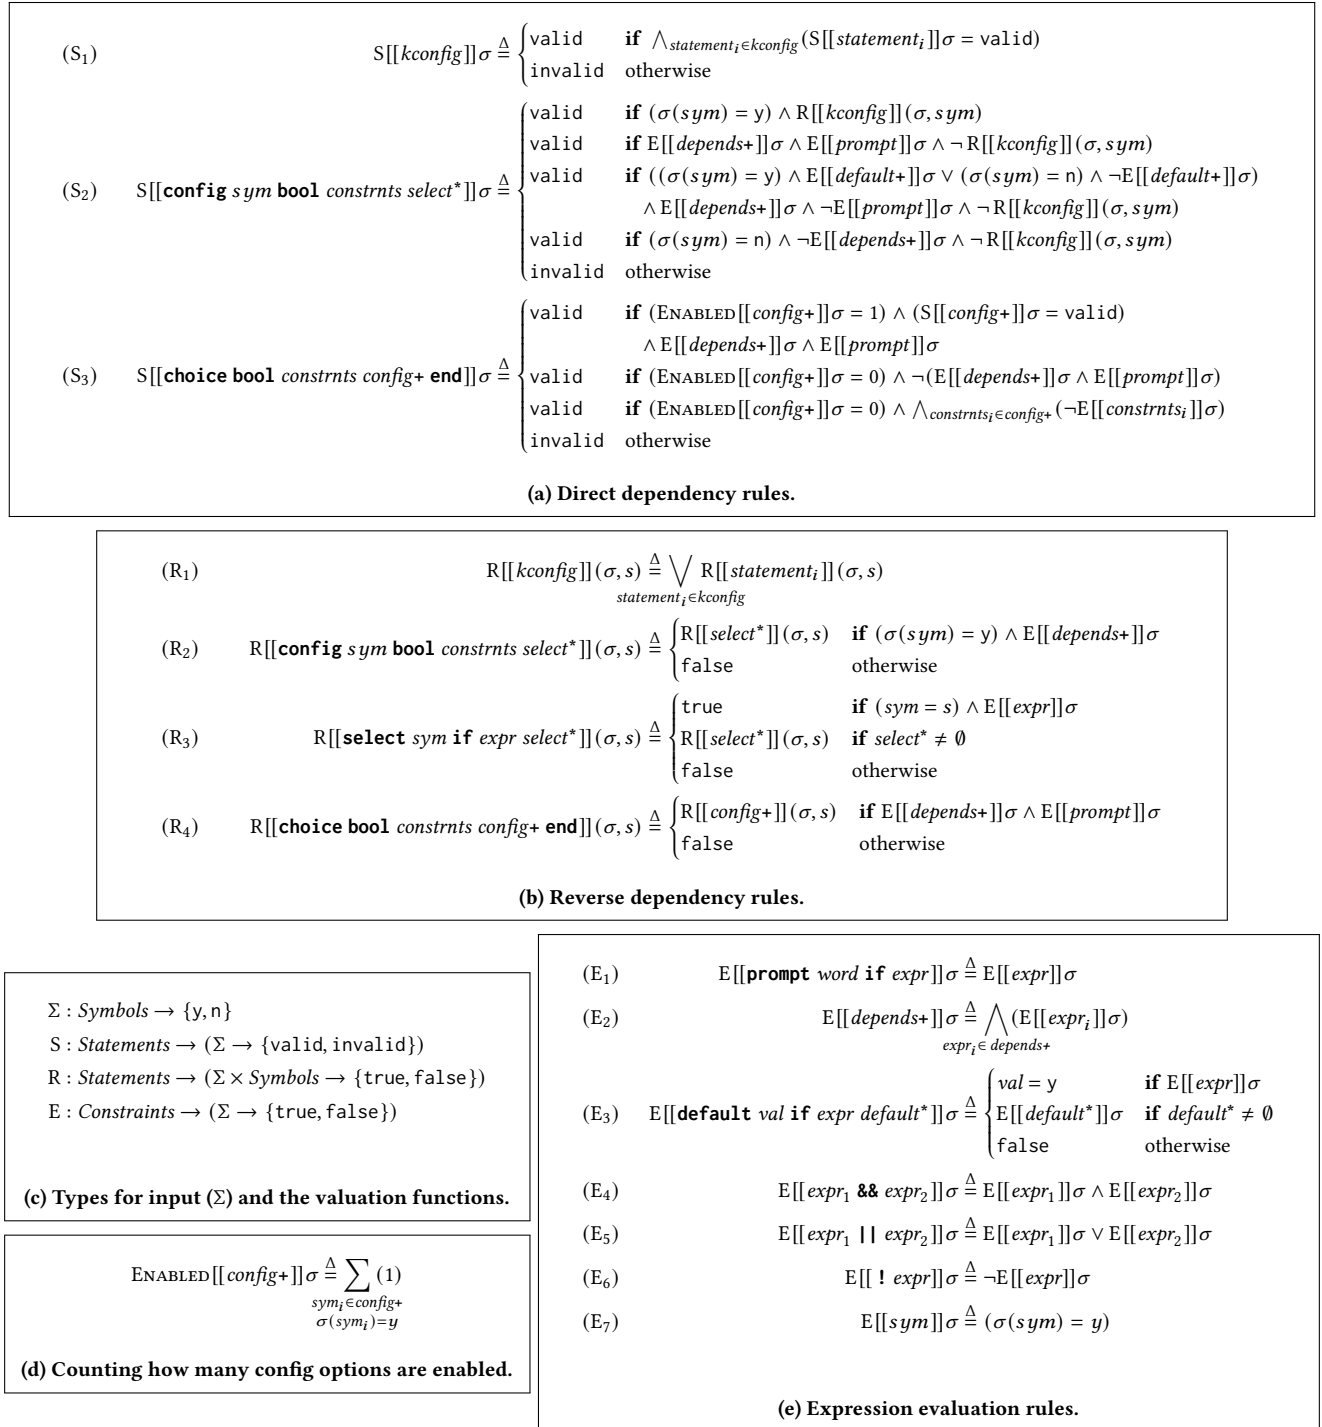 (S₁) S[[kconfig]]σ ≜ { valid if ⋀_{statementᵢ∈kconfig}(S[[statementᵢ]]σ = valid)
invalid otherwise
valid if (σ(sym) = y) ∧ R[[kconfig]](σ, sym)
valid if E[[depends+]]σ ∧ E[[prompt]]σ ∧ ¬ R[[kconfig]](σ, sym)
(S₂) S[[config sym bool constrnts select*]]σ ≜ { valid if ((σ(sym) = y) ∧ E[[default+]]σ ∨ (σ(sym) = n) ∧ ¬E[[default+]]σ)
∧ E[[depends+]]σ ∧ ¬E[[prompt]]σ ∧ ¬ R[[kconfig]](σ, sym)
valid if (σ(sym) = n) ∧ ¬E[[depends+]]σ ∧ ¬ R[[kconfig]](σ, sym)
invalid otherwise
valid if (ENABLED[[config+]]σ = 1) ∧ (S[[config+]]σ = valid)
∧ E[[depends+]]σ ∧ E[[prompt]]σ
(S₃) S[[choice bool constrnts config+ end]]σ ≜ { valid if (ENABLED[[config+]]σ = 0) ∧ ¬(E[[depends+]]σ ∧ E[[prompt]]σ)
valid if (ENABLED[[config+]]σ = 0) ∧ ⋀_{constrntsᵢ∈config+}(¬E[[constrntsᵢ]]σ)
invalid otherwise
(a) Direct dependency rules.
(R₁) R[[kconfig]](σ, s) ≜ ⋁ R[[statementᵢ]](σ, s)
statementᵢ∈kconfig
(R₂) R[[config sym bool constrnts select*]](σ, s) ≜ { R[[select*]](σ, s) if (σ(sym) = y) ∧ E[[depends+]]σ
false otherwise
true if (sym = s) ∧ E[[expr]]σ
(R₃) R[[select sym if expr select*]](σ, s) ≜ { R[[select*]](σ, s) if select* ≠ ∅
false otherwise
(R₄) R[[choice bool constrnts config+ end]](σ, s) ≜ { R[[config+]](σ, s) if E[[depends+]]σ ∧ E[[prompt]]σ
false otherwise
(b) Reverse dependency rules.
Σ : Symbols → {y, n}
S : Statements → (Σ → {valid, invalid})
R : Statements → (Σ × Symbols → {true, false})
E : Constraints → (Σ → {true, false})
(c) Types for input (Σ) and the valuation functions.
ENABLED[[config+]]σ ≜ ∑ (1)
symᵢ∈config+
σ(symᵢ)=y
(d) Counting how many config options are enabled.
(E₁) E[[prompt word if expr]]σ ≜ E[[expr]]σ
(E₂) E[[depends+]]σ ≜ ⋀ (E[[exprᵢ]]σ)
exprᵢ∈ depends+
val = y if E[[expr]]σ
(E₃) E[[default val if expr default*]]σ ≜ { E[[default*]]σ if default* ≠ ∅
false otherwise
(E₄) E[[expr₁ && expr₂]]σ ≜ E[[expr₁]]σ ∧ E[[expr₂]]σ
(E₅) E[[expr₁ || expr₂]]σ ≜ E[[expr₁]]σ ∨ E[[expr₂]]σ
(E₆) E[[ ! expr]]σ ≜ ¬E[[expr]]σ
(E₇) E[[sym]]σ ≜ (σ(sym) = y)
(e) Expression evaluation rules.